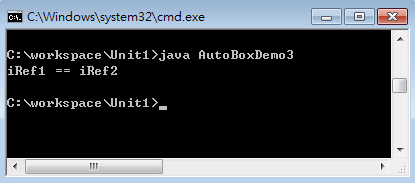 C:\Windows\system32\cmd.exe
C:\workspace\Unit1>java AutoBoxDemo3
iRef1 == iRef2
C:\workspace\Unit1>_